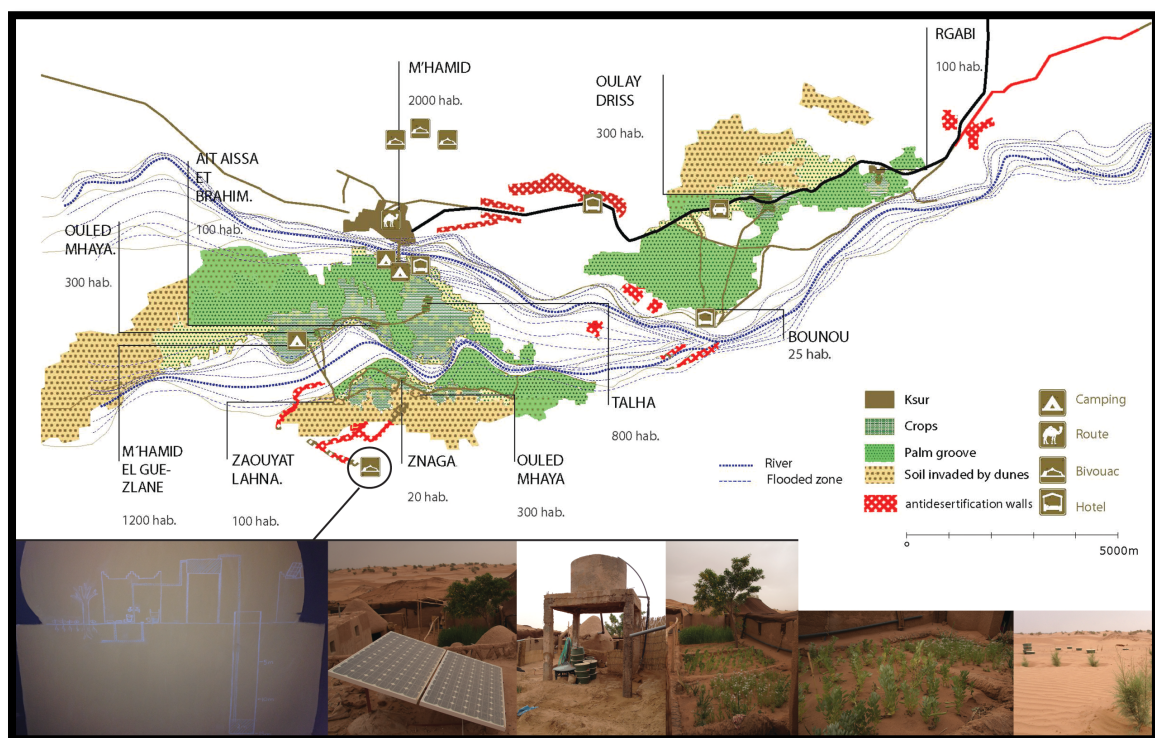 RGABI
100 hab.
M'HAMID
2000 hab.
OULAY
DRISS
300 hab.
AIT AISSA
ET
BRAHIM.
100 hab.
OULED
MHAYA.
300 hab.
BOUNOU
25 hab.
TALHA
800 hab.
M´HAMID
EL GUE-
ZLANE
1200 hab.
ZAOUYAT
LAHNA.
100 hab.
ZNAGA
20 hab.
OULED
MHAYA
300 hab.
River
Flooded zone
Ksur
Crops
Palm groove
Soil invaded by dunes
antidesertification walls
Camping
Route
Bivouac
Hotel
o
5000m